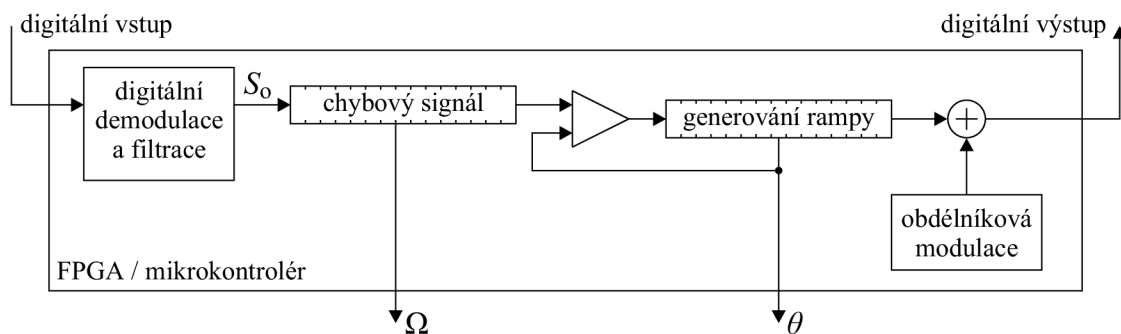 digitální vstup
digitální výstup
digitální
demodulace
a filtrace
So
chybový signál
generování rampy
+
obdélníková
modulace
FPGA / mikrokontrolér
Ω
θ